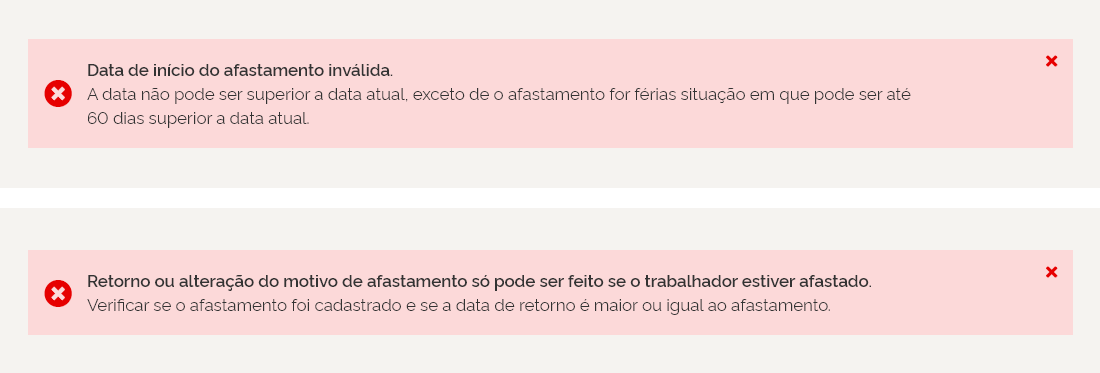 Data de início do afastamento inválida.
A data não pode ser superior a data atual, exceto de o afastamento for férias situação em que pode ser até
60 dias superior a data atual.
Retorno ou alteração do motivo de afastamento só pode ser feito se o trabalhador estiver afastado.
Verificar se o afastamento foi cadastrado e se a data de retorno é maior ou igual ao afastamento.